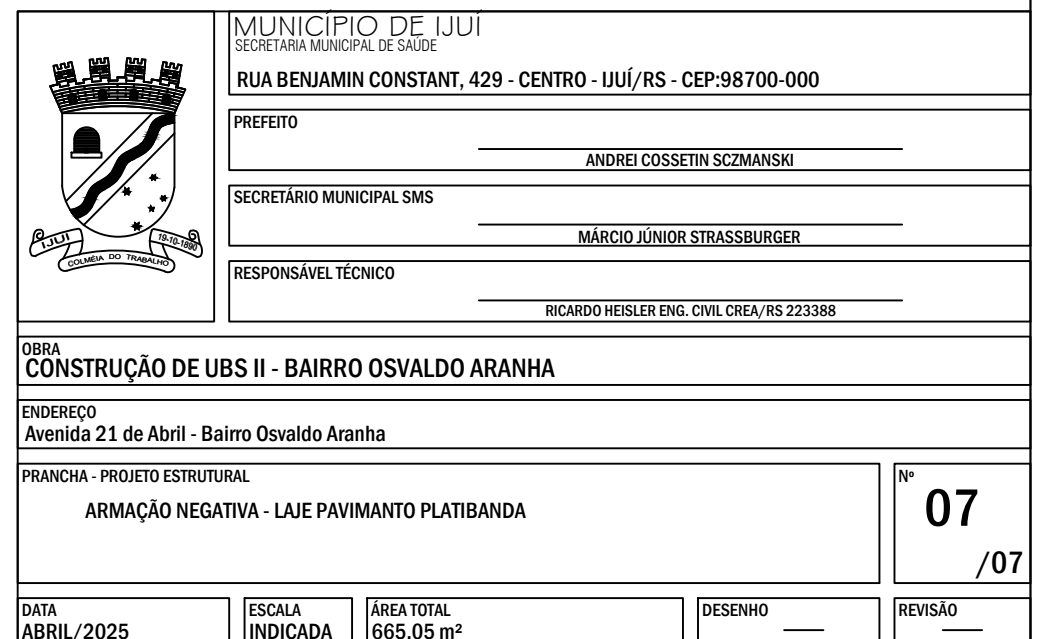 MUNICÍPIO DE IJUÍ
SECRETARIA MUNICIPAL DE SAÚDE
RUA BENJAMIN CONSTANT, 429 - CENTRO - IJUÍ/RS - CEP:98700-000
PREFEITO
ANDREI COSSETIN SCZMANSKI
SECRETÁRIO MUNICIPAL SMS
MÁRCIO JÚNIOR STRASSBURGER
IJUI
19-10-1890
COLMÉIA DO TRABALHO
RESPONSÁVEL TÉCNICO
RICARDO HEISLER ENG. CIVIL CREA/RS 223388
OBRA
CONSTRUÇÃO DE UBS II - BAIRRO OSVALDO ARANHA
ENDEREÇO
Avenida 21 de Abril - Bairro Osvaldo Aranha
PRANCHA - PROJETO ESTRUTURAL
ARMAÇÃO NEGATIVA - LAJE PAVIMANTO PLATIBANDA
Nº
07
/07
DATA
ABRIL/2025
ESCALA
INDICADA
ÁREA TOTAL
665,05 m²
DESENHO
REVISÃO